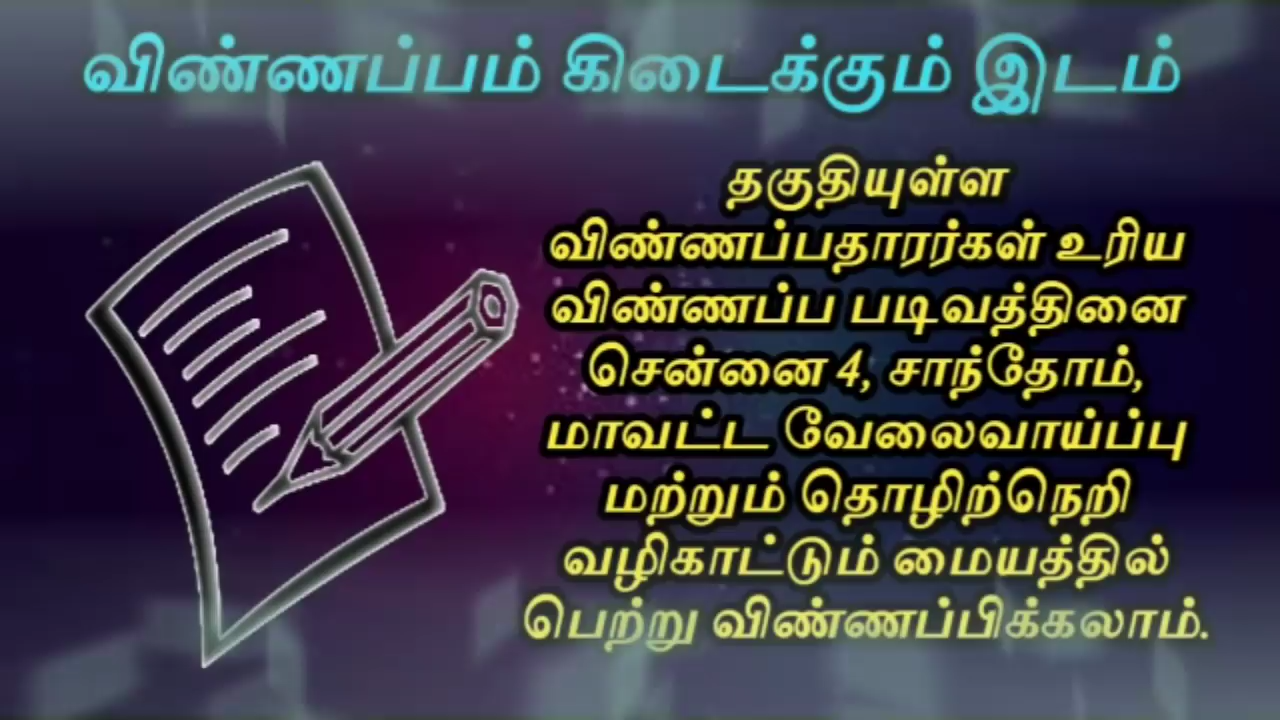 விண்ணப்பம் கிடைக்கும் இடம்
தகுதியுள்ள
விண்ணப்பதாரர்கள் உரிய
விண்ணப்ப படிவத்தினை
சென்னை 4, சாந்தோம்,
மாவட்ட வேலைவாய்ப்பு
மற்றும் தொழிற்நெறி
வழிகாட்டும் மையத்தில்
பெற்று விண்ணப்பிக்கலாம்.